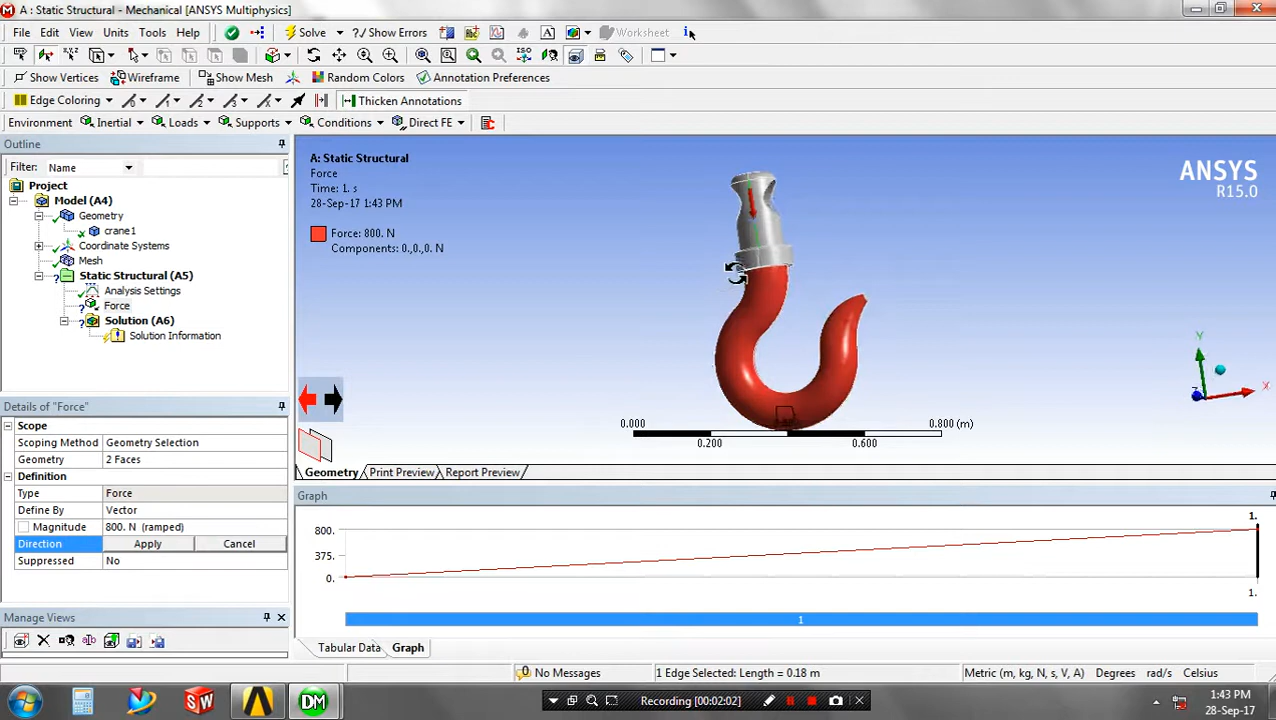 A : Static Structural - Mechanical [ANSYS Multiphysics]
File Edit View Units Tools Help Solve ?/ Show Errors Worksheet
Show Vertices Wireframe Show Mesh Random Colors Annotation Preferences
Edge Coloring Thicken Annotations
Environment Inertial Loads Supports Conditions Direct FE
Outline
Filter: Name
Project
Model (A4)
Geometry
crane1
Coordinate Systems
Mesh
Static Structural (A5)
Analysis Settings
Force
Solution (A6)
Solution Information
A: Static Structural
Force
Time: 1. s
28-Sep-17 1:43 PM
Force: 800. N
Components: 0.,0.,0. N
ANSYS
R15.0
Y
X
Z
0.000 0.400 0.800 (m)
0.200 0.600
Geometry Print Preview Report Preview
Details of "Force"
Scope
Scoping Method Geometry Selection
Geometry 2 Faces
Definition
Type Force
Define By Vector
Magnitude 800. N (ramped)
Direction Apply Cancel
Suppressed No
Graph
1.
800.
375.
0.
1.
1
Tabular Data Graph
Manage Views
No Messages 1 Edge Selected: Length = 0.18 m Metric (m, kg, N, s, V, A) Degrees rad/s Celsius
SW DM Recording [00:02:02] 1:43 PM
28-Sep-17